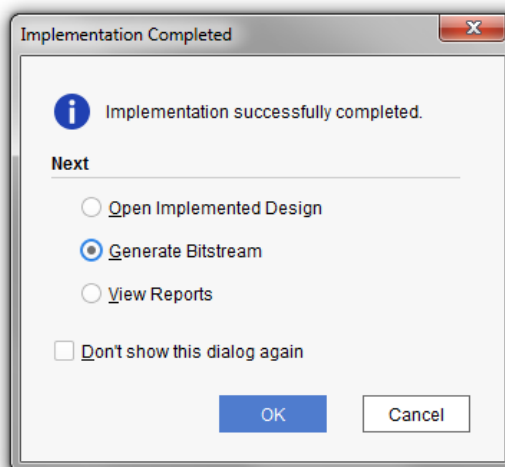 Implementation Completed
Implementation successfully completed.
Next
Open Implemented Design
Generate Bitstream
View Reports
Don't show this dialog again
OK
Cancel